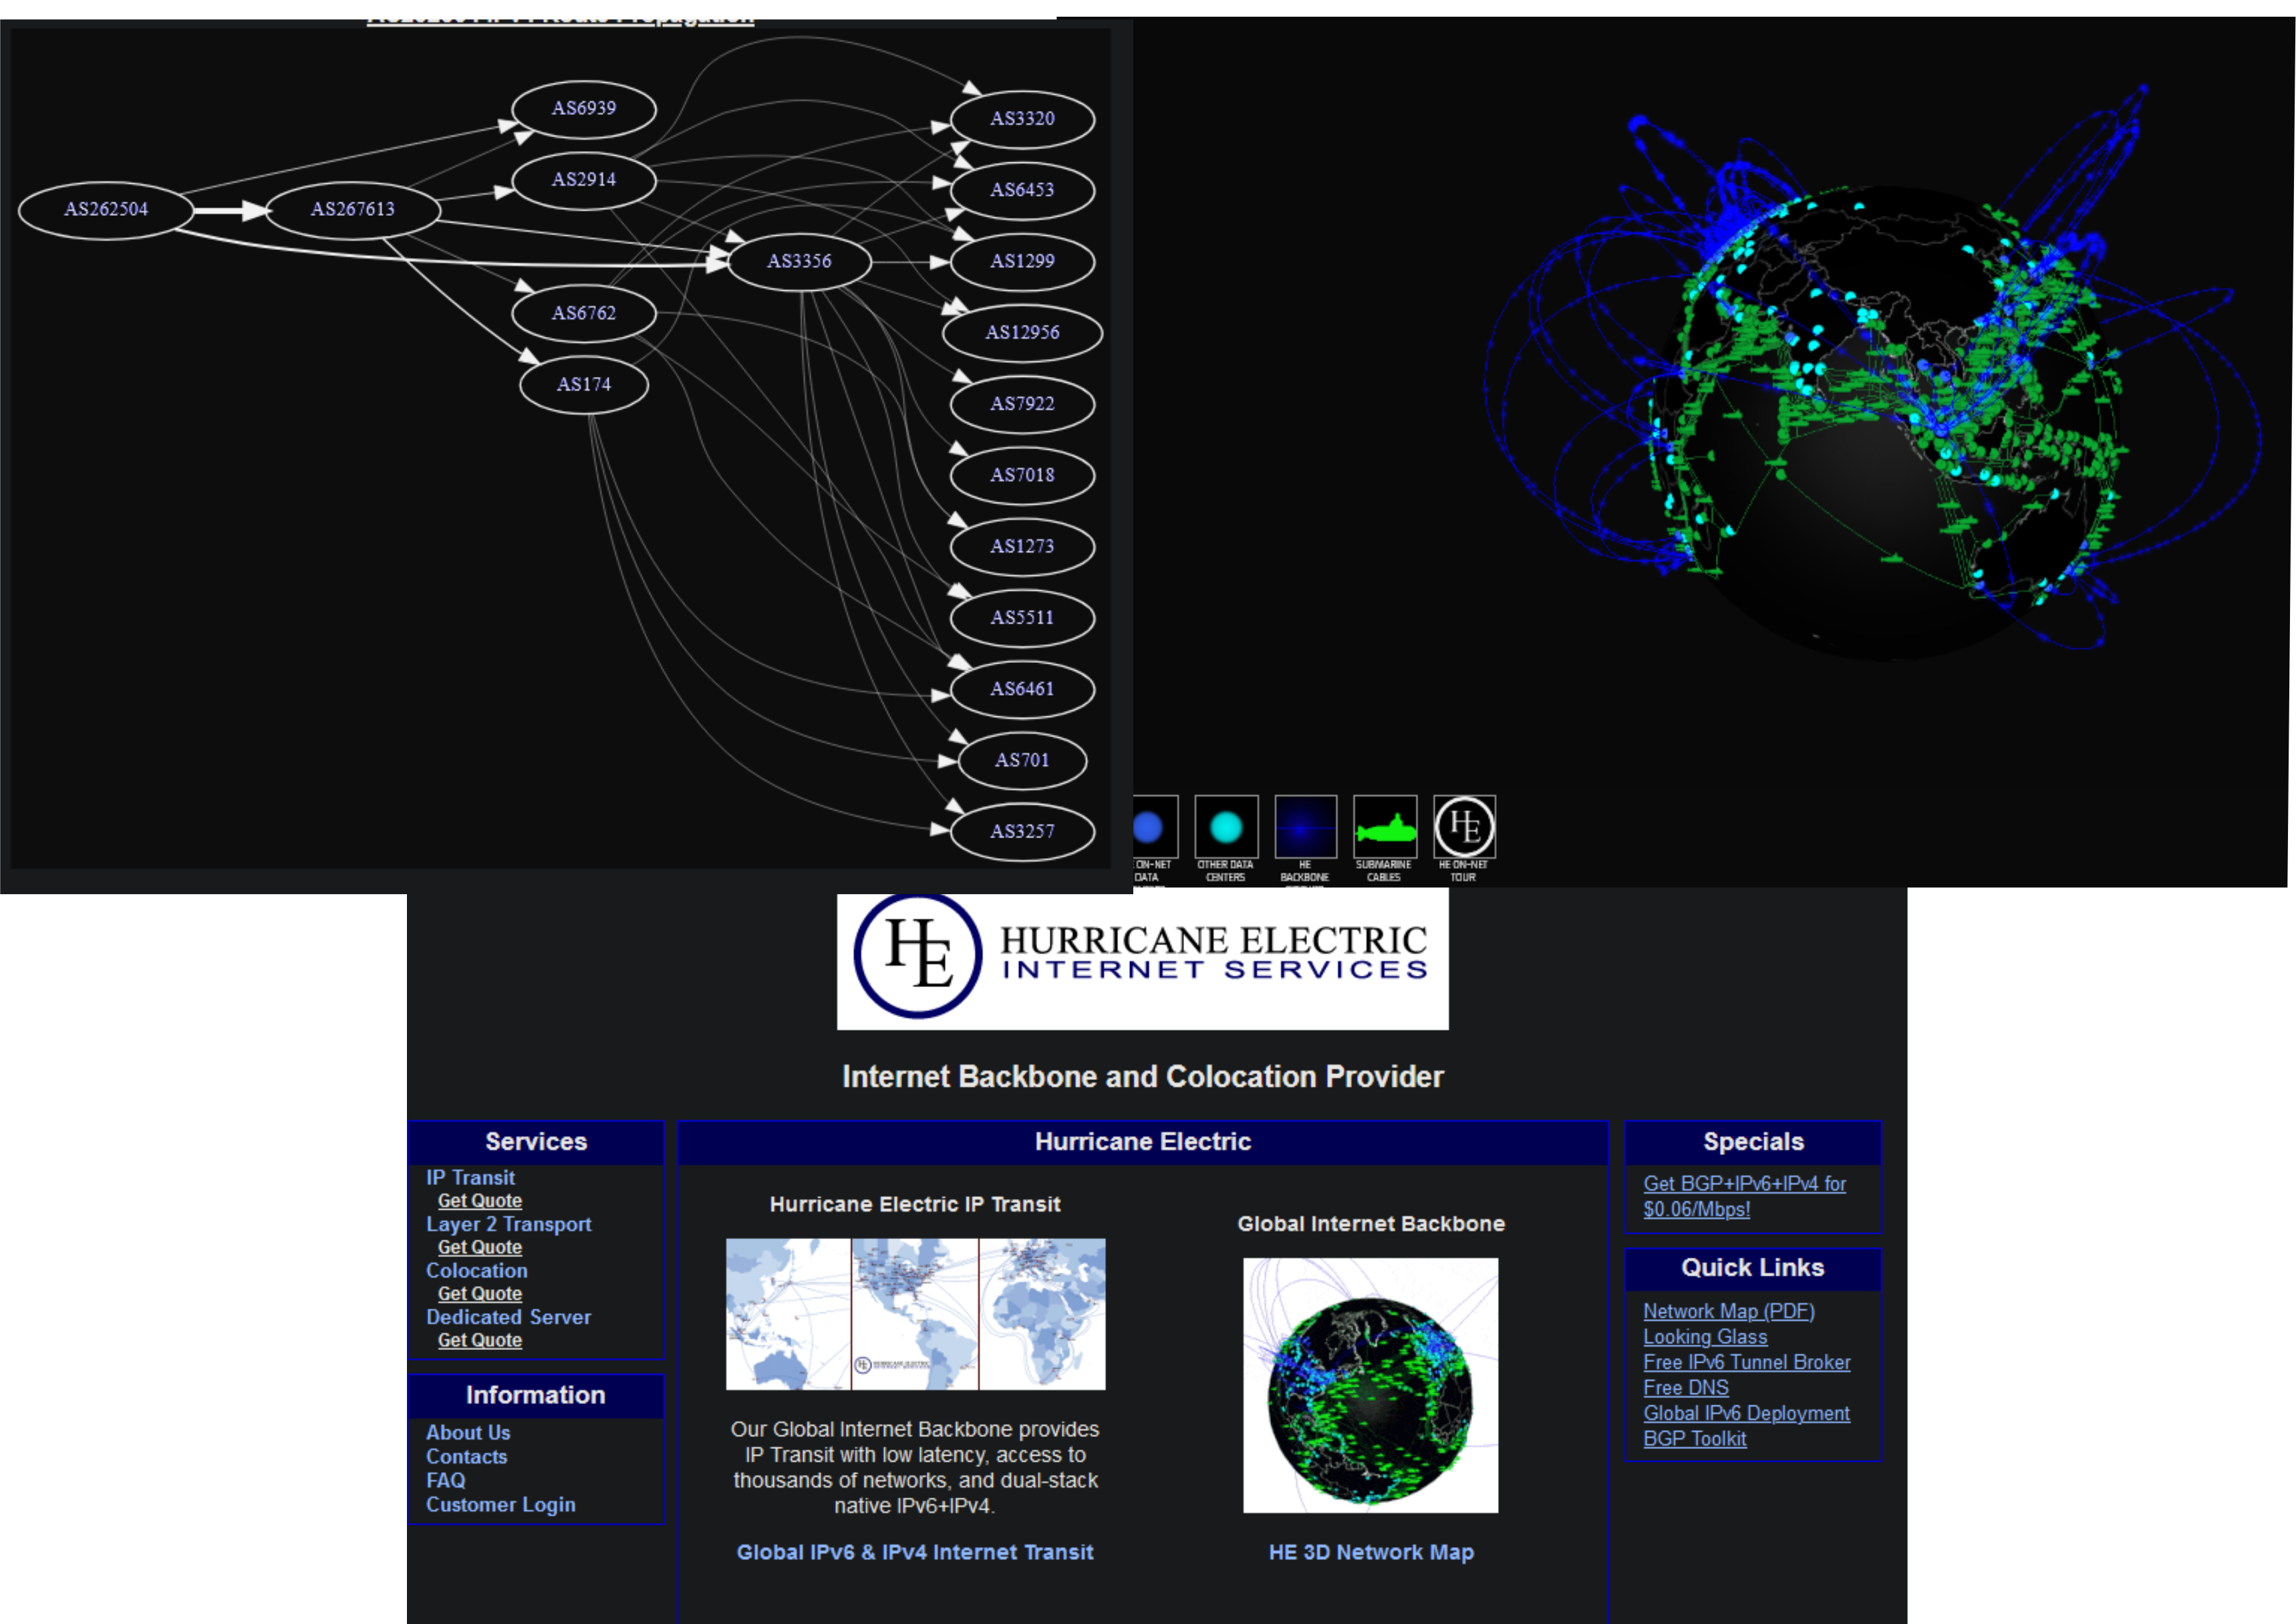 AS6939
AS2914
AS262504
AS267613
AS6762
AS174
AS3356
AS3320
AS6453
AS1299
AS12956
AS7922
AS7018
AS1273
AS5511
AS6461
AS701
AS3257
ON-NET
DATA
OTHER DATA
CENTERS
HE
BACKBONE
SUBMARINE
CABLES
HE
HE ON-NET
TOUR
HE
HURRICANE ELECTRIC
INTERNET SERVICES
Internet Backbone and Colocation Provider
Services
IP Transit
Get Quote
Layer 2 Transport
Get Quote
Colocation
Get Quote
Dedicated Server
Get Quote
Information
About Us
Contacts
FAQ
Customer Login
Hurricane Electric
Hurricane Electric IP Transit
Our Global Internet Backbone provides
IP Transit with low latency, access to
thousands of networks, and dual-stack
native IPv6+IPv4.
Global IPv6 & IPv4 Internet Transit
Global Internet Backbone
HE 3D Network Map
Specials
Get BGP+IPv6+IPv4 for
$0.06/Mbps!
Quick Links
Network Map (PDF)
Looking Glass
Free IPv6 Tunnel Broker
Free DNS
Global IPv6 Deployment
BGP Toolkit